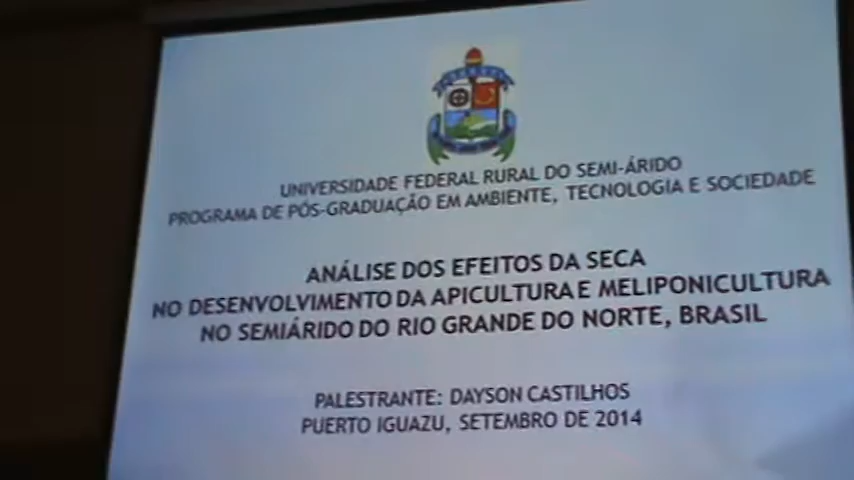 UNIVERSIDADE FEDERAL RURAL DO SEMI-ÁRIDO
PROGRAMA DE PÓS-GRADUAÇÃO EM AMBIENTE, TECNOLOGIA E SOCIEDADE
ANÁLISE DOS EFEITOS DA SECA
NO DESENVOLVIMENTO DA APICULTURA E MELIPONICULTURA
NO SEMIÁRIDO DO RIO GRANDE DO NORTE, BRASIL
PALESTRANTE: DAYSON CASTILHOS
PUERTO IGUAZU, SETEMBRO DE 2014